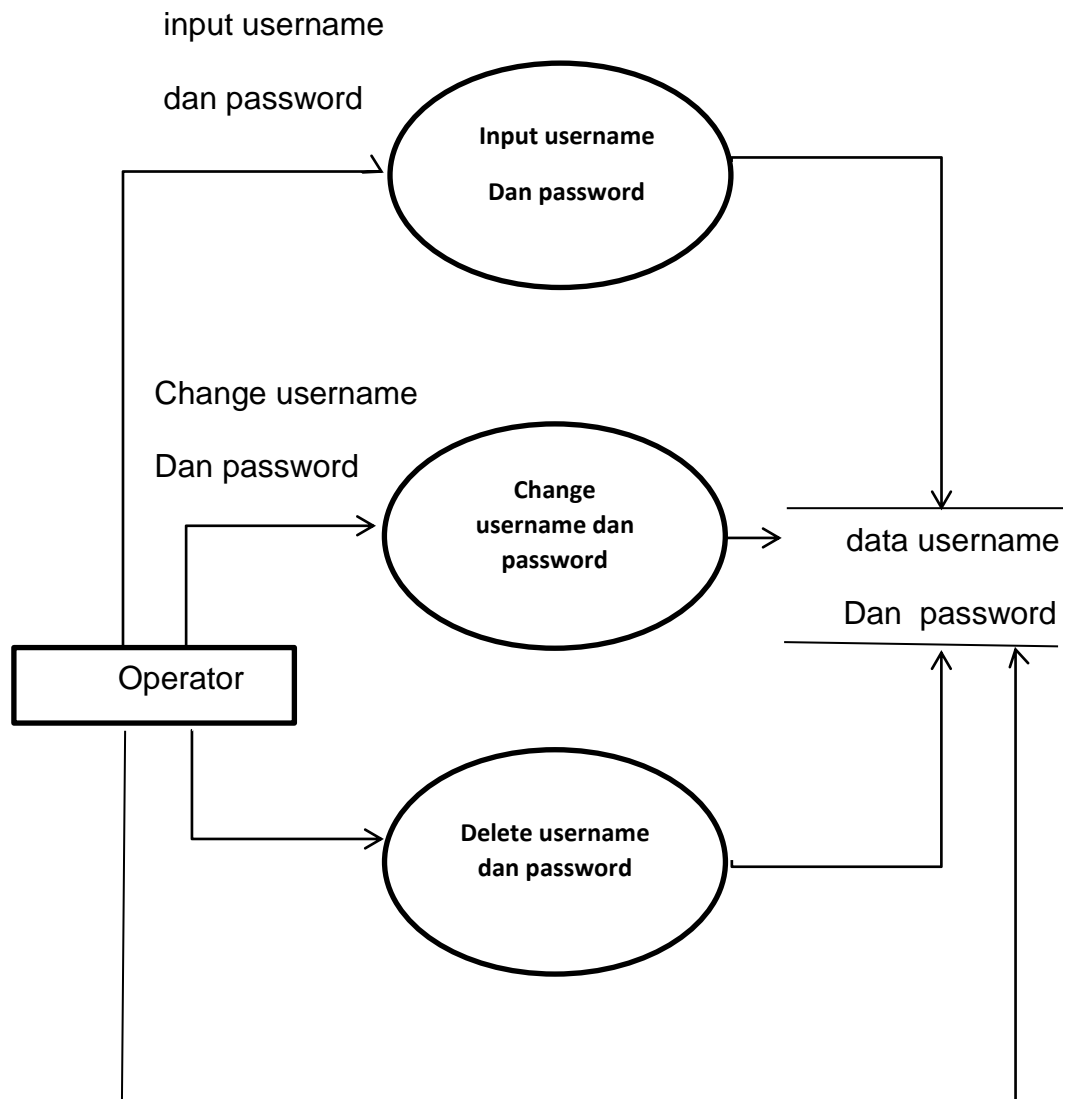 input username
dan password
Input username
Dan password
Change username
Dan password
Change
username dan
password
data username
Dan password
Operator
Delete username
dan password